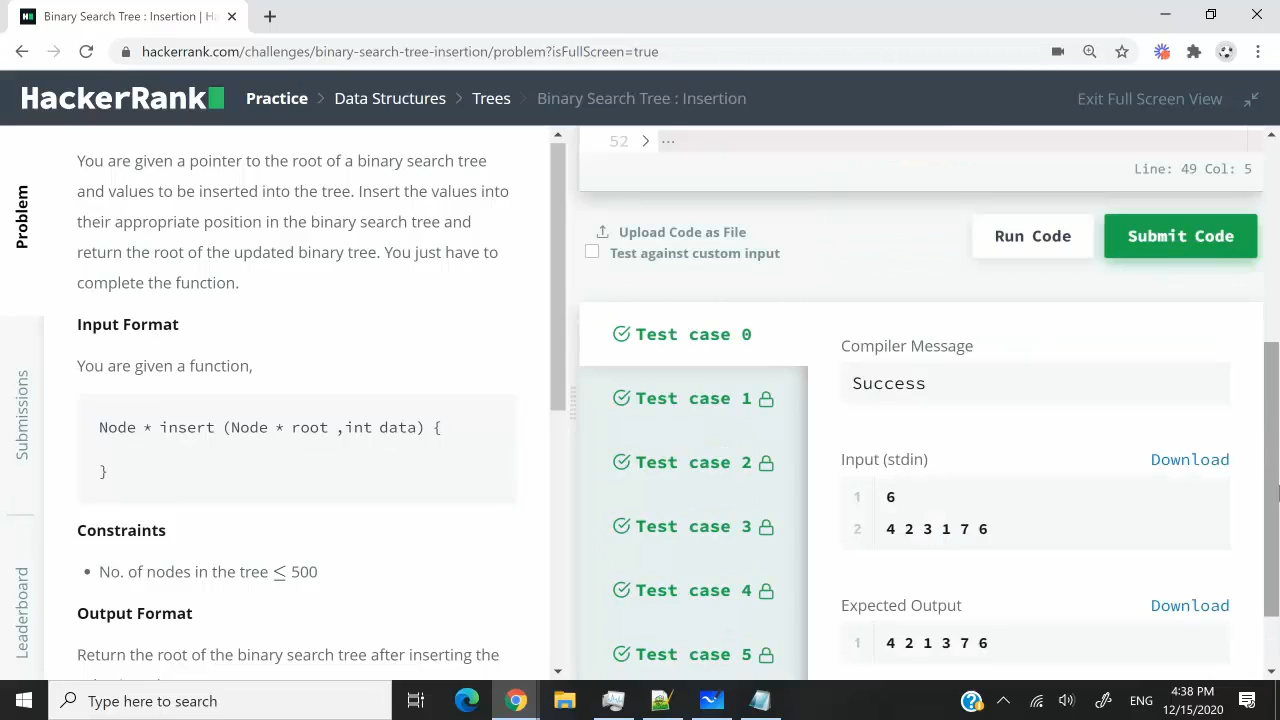 Binary Search Tree : Insertion | Ha
hackerrank.com/challenges/binary-search-tree-insertion/problem?isFullScreen=true
HackerRank
Practice > Data Structures > Trees > Binary Search Tree : Insertion
Exit Full Screen View
Problem
Submissions
Leaderboard
You are given a pointer to the root of a binary search tree
and values to be inserted into the tree. Insert the values into
their appropriate position in the binary search tree and
return the root of the updated binary tree. You just have to
complete the function.
Input Format
You are given a function,
Node * insert (Node * root ,int data) {
}
Constraints
• No. of nodes in the tree ≤ 500
Output Format
Return the root of the binary search tree after inserting the
52 > ...
Line: 49 Col: 5
Upload Code as File
Test against custom input
Run Code
Submit Code
Test case 0
Test case 1
Test case 2
Test case 3
Test case 4
Test case 5
Compiler Message
Success
Input (stdin)
Download
1 6
2 4 2 3 1 7 6
Expected Output
Download
1 4 2 1 3 7 6
Type here to search
ENG
4:38 PM
12/15/2020